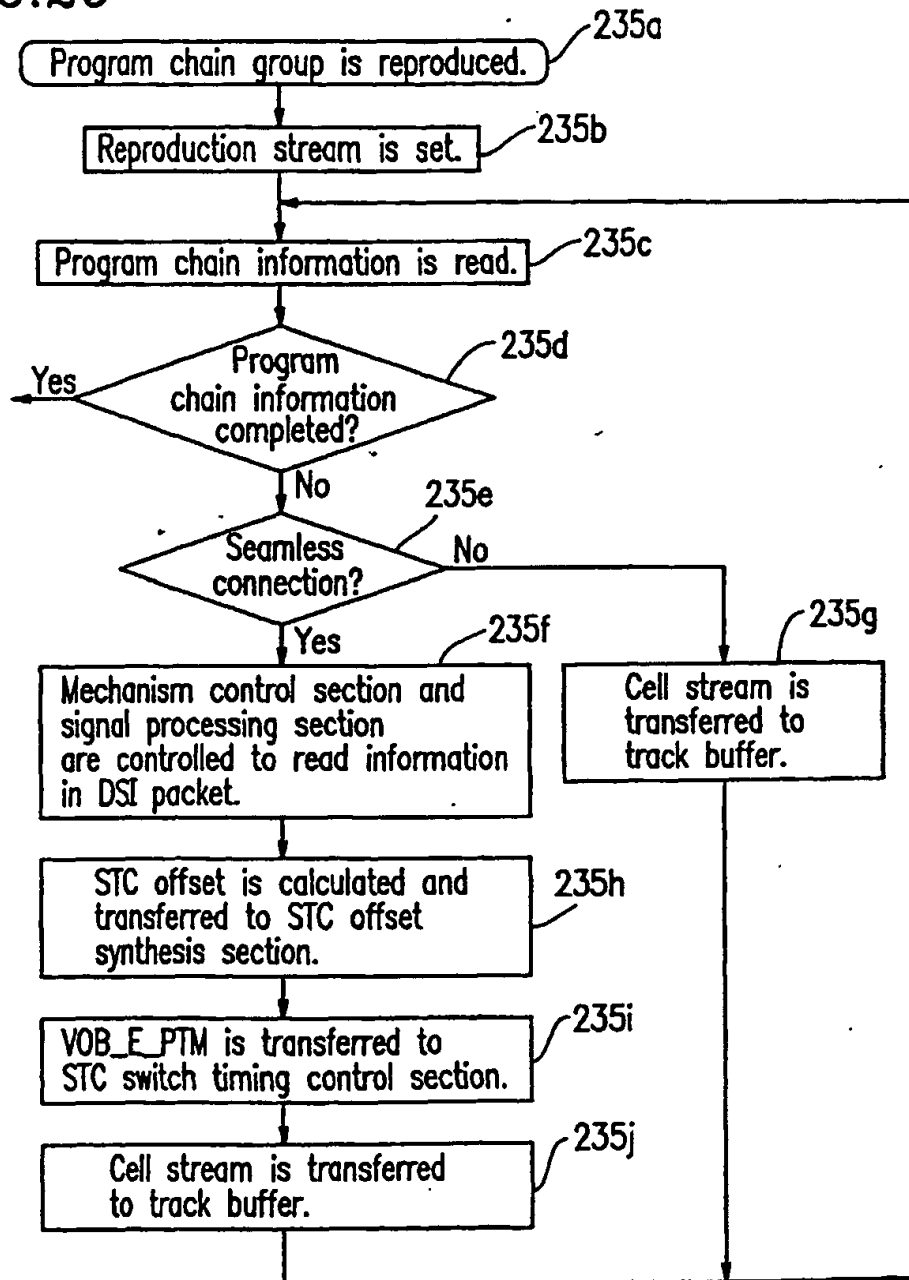 235a
Program chain group is reproduced.
235b
Reproduction stream is set.
235c
Program chain information is read.
235d
Program
chain information
completed?
Yes
No
235e
Seamless
connection?
No
Yes
235f
Mechanism control section and
signal processing section
are controlled to read information
in DSI packet.
235g
Cell stream is
transferred to
track buffer.
235h
STC offset is calculated and
transferred to STC offset
synthesis section.
235i
VOB_E_PTM is transferred to
STC switch timing control section.
235j
Cell stream is transferred
to track buffer.